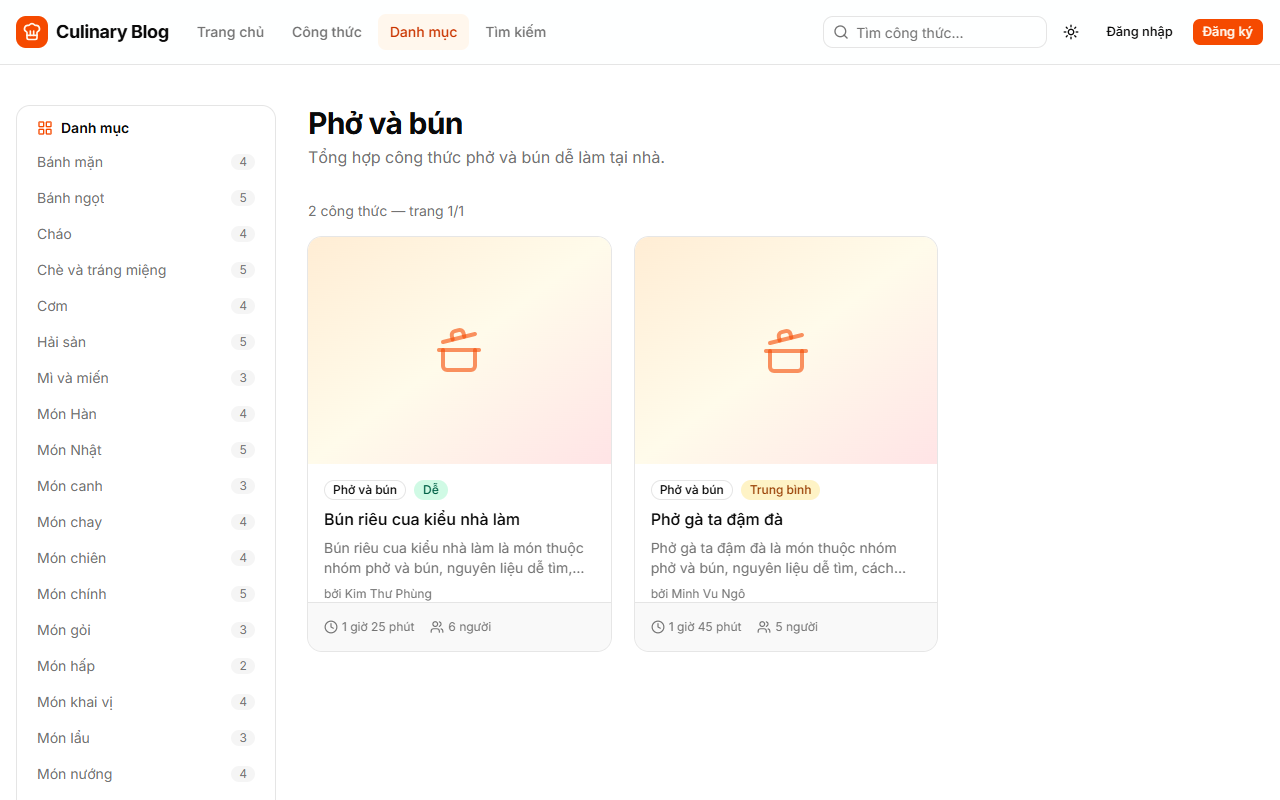 Culinary Blog
Trang chủ
Công thức
Danh mục
Tìm kiếm
Tìm công thức...
Đăng nhập
Đăng ký
Danh mục
Bánh mặn 4
Bánh ngọt 5
Cháo 4
Chè và tráng miệng 5
Cơm 4
Hải sản 5
Mì và miến 3
Món Hàn 4
Món Nhật 5
Món canh 3
Món chay 4
Món chiên 4
Món chính 5
Món gỏi 3
Món hấp 2
Món khai vị 4
Món lẩu 3
Món nướng 4
Phở và bún
Tổng hợp công thức phở và bún dễ làm tại nhà.
2 công thức — trang 1/1
Phở và bún
Dễ
Bún riêu cua kiểu nhà làm
Bún riêu cua kiểu nhà làm là món thuộc
nhóm phở và bún, nguyên liệu dễ tìm,...
bởi Kim Thư Phùng
1 giờ 25 phút
6 người
Phở và bún
Trung bình
Phở gà ta đậm đà
Phở gà ta đậm đà là món thuộc nhóm
phở và bún, nguyên liệu dễ tìm, cách...
bởi Minh Vu Ngô
1 giờ 45 phút
5 người